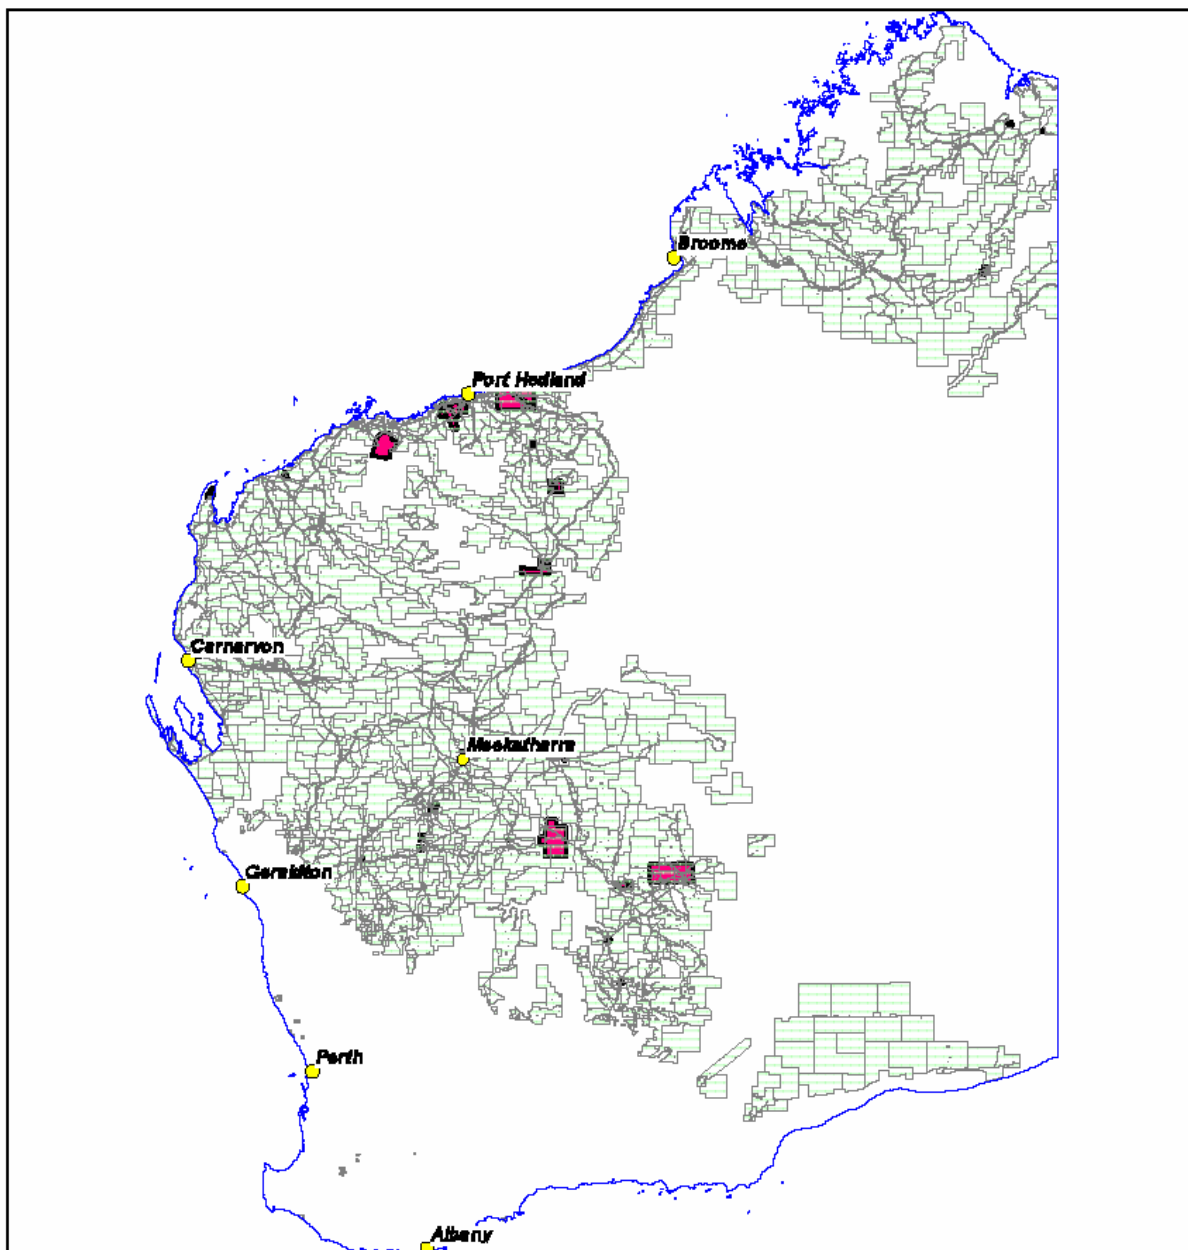 Broome
Port Hedland
Carnarvon
Meekatharra
Geraldton
Perth
Albany